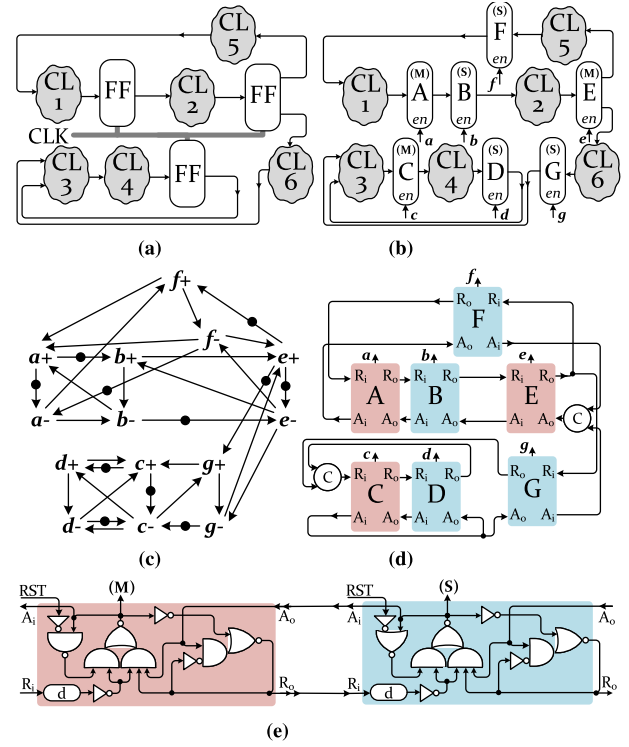 CL 5
CL 1
FF
CL 2
FF
CLK
CL 3
CL 4
FF
CL 6
(a)
(S)
F
en
f
CL 5
CL 1
(M)
A
en
a
(S)
B
en
b
CL 2
(M)
E
en
e
CL 3
(M)
C
en
c
CL 4
(S)
D
en
d
(S)
G
en
g
CL 6
(b)
f+
f-
a+ b+ e+
a- b- e-
d+ c+ g+
d- c- g-
(c)
f
Ro Ri
F
Ao Ai
a b e
Ri Ro Ri Ro Ri Ro
A B E
Ai Ao Ai Ao Ai Ao
C
c d g
C
Ri Ro Ri Ro
C D
Ai Ao Ai Ao
Ro Ri
G
Ao Ai
(d)
RST (M) RST (S)
Ai Ao Ai Ao
Ri d Ro Ri d Ro
(e)